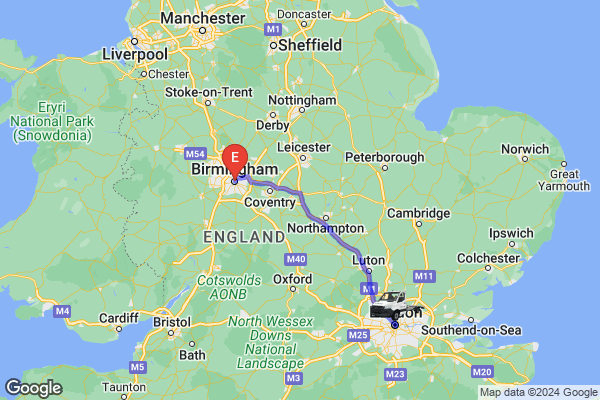 Doncaster
Manchester
M1
Liverpool
Sheffield
Chester
Eryri
National Park
(Snowdonia)
Stoke-on-Trent
Nottingham
Derby
M54
E
Leicester
Peterborough
Norwich
Birmingham
Great
Yarmouth
Coventry
Cambridge
Northampton
ENGLAND
Ipswich
M40
Luton
Colchester
M11
Cotswolds
AONB
Oxford
M1
M4
Cardiff
Bristol
North Wessex
Downs
National
Landscape
M25
Southend-on-Sea
Bath
M5
M20
M3
M23
Taunton
Google
Google
Map data ©2024 Google